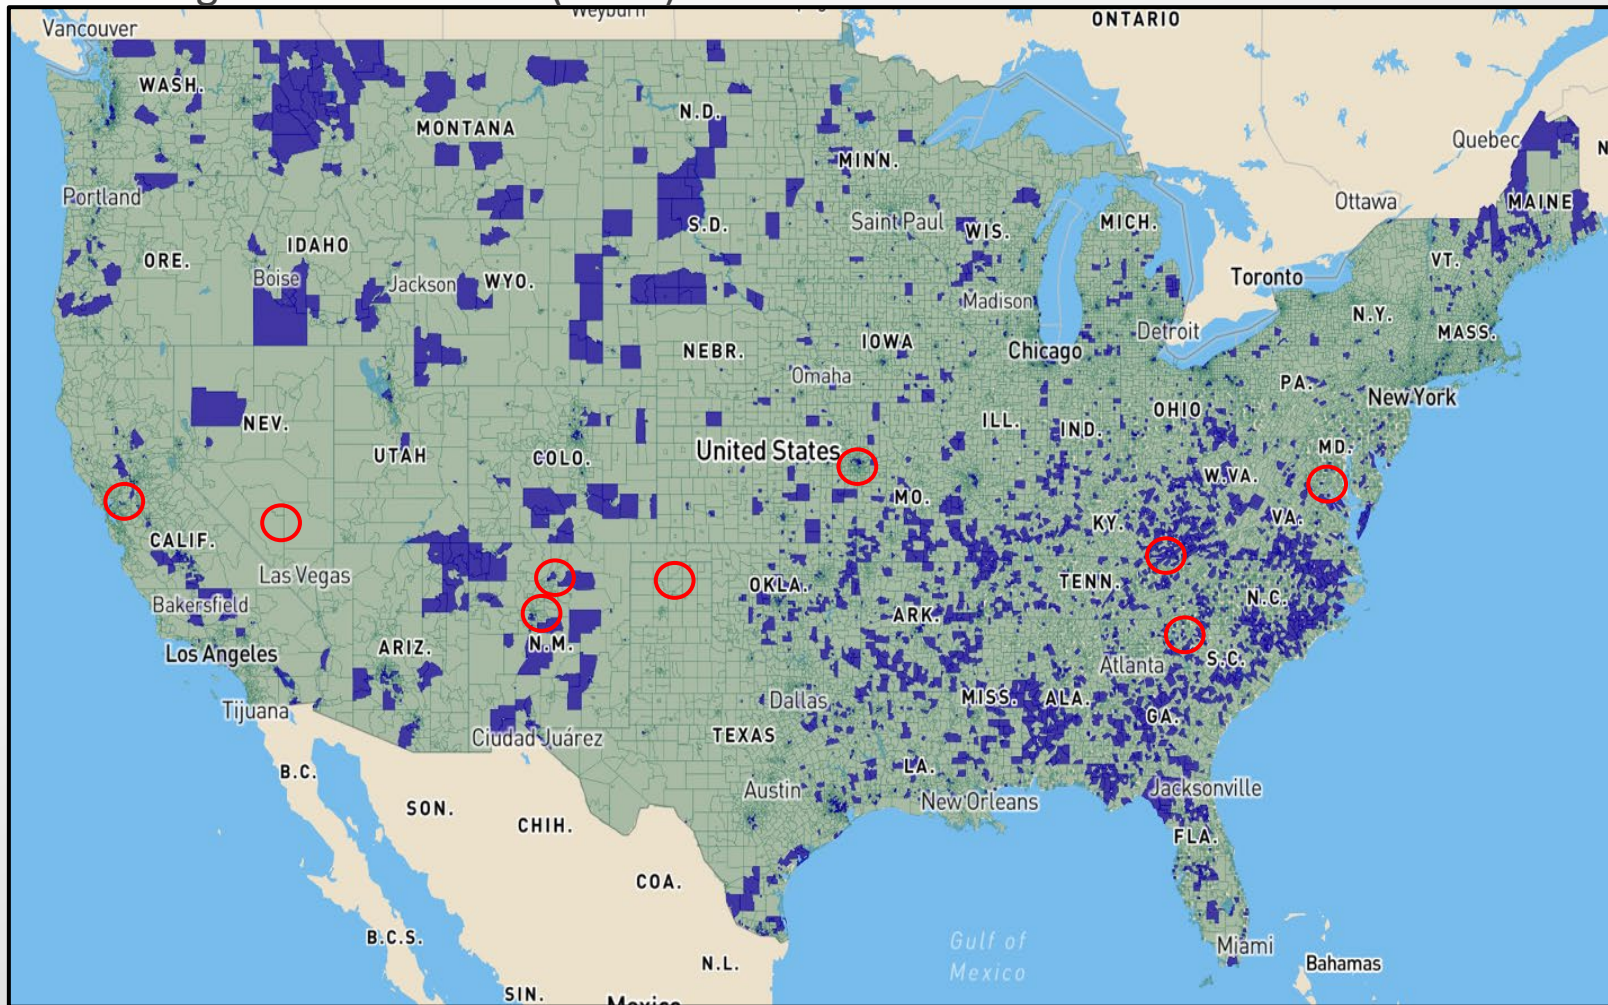 Weyburn
Vancouver
ONTARIO
WASH.
MONTANA
N.D.
MINN.
Quebec
N
Portland
Ottawa
MAINE
Saint Paul
S.D.
WIS.
MICH.
IDAHO
ORE.
VT.
Boise
Jackson
WYO.
Toronto
Madison
N.Y.
MASS.
Detroit
NEBR.
IOWA
Chicago
Omaha
PA.
New York
NEV.
ILL.
IND.
OHIO
MD.
UTAH
COLO.
United States
W.VA.
MO.
KY.
VA.
CALIF.
Las Vegas
OKLA.
TENN.
N.C.
Bakersfield
ARK.
N.M.
ARIZ.
Los Angeles
Atlanta
S.C.
Tijuana
Dallas
MISS.
ALA.
GA.
Ciudad Juárez
TEXAS
B.C.
LA.
Austin
New Orleans
Jacksonville
SON.
CHIH.
FLA.
COA.
B.C.S.
Gulf of
Mexico
Miami
Bahamas
N.L.
SIN.
Mexico